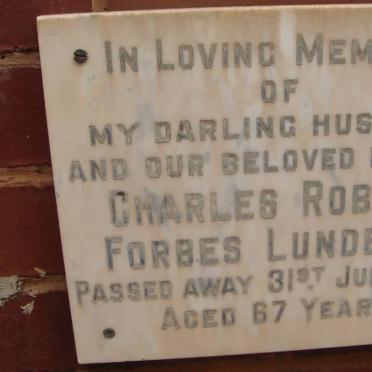 IN LOVING MEM
OF
MY DARLING HUS
AND OUR BELOVED
CHARLES ROB
FORBES LUNDE
PASSED AWAY 31ST JU
AGED 67 YEAR